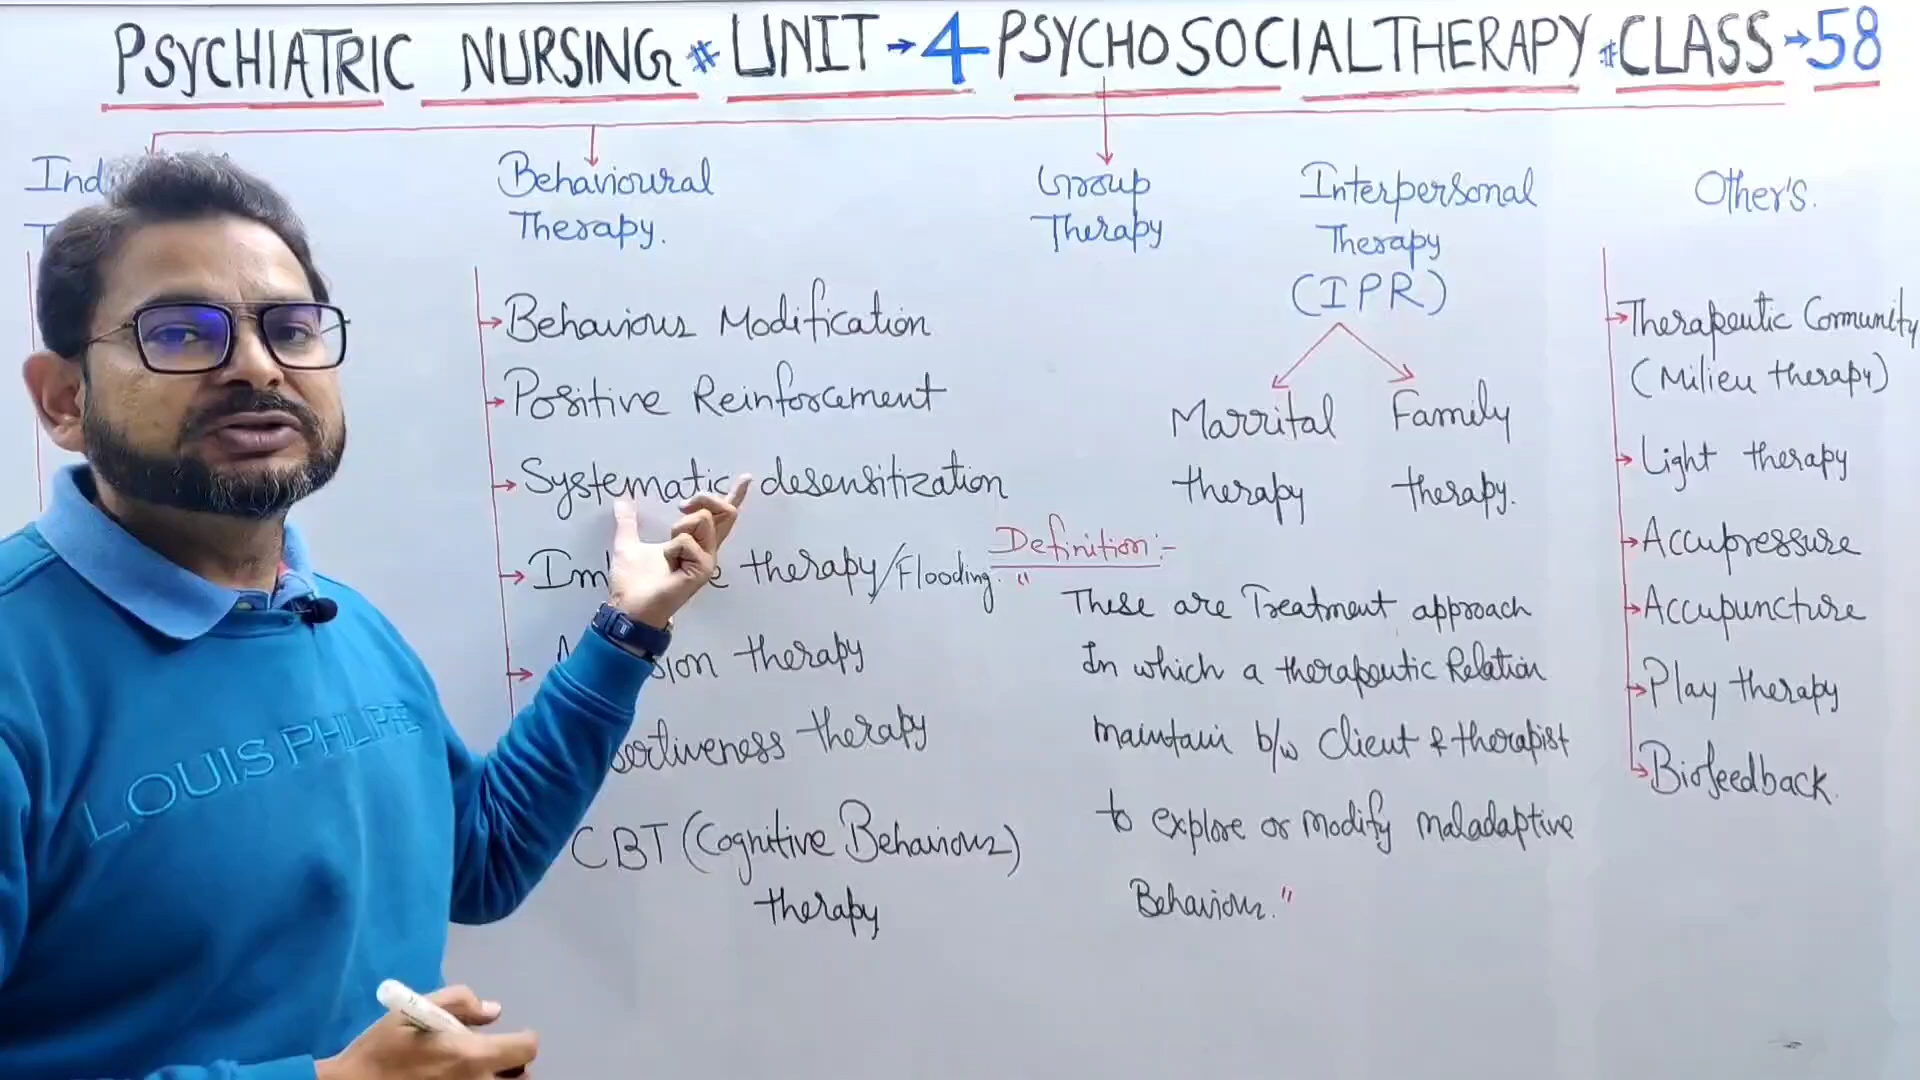 PSYCHIATRIC NURSING # UNIT → 4 PSYCHOSOCIAL THERAPY # CLASS → 58
Behavioural
Therapy.
Group
Therapy
Interpersonal
Therapy
(IPR)
Other's.
→ Behaviour Modification
→ Positive Reinforcement
→ Systematic desensitization
therapy/Flooding.
therapy
therapy
CBT (Cognitive Behaviour)
therapy
Marrital
therapy
Family
therapy.
Definition :-
" These are Treatment approach
In which a therapeutic Relation
maintain b/w Client & therapist
to explore or modify maladaptive
Behaviour."
→ Therapeutic Community
(Milieu therapy)
→ Light therapy
→ Accupressure
→ Accupuncture
→ Play therapy
→ Biofeedback.
LOUIS PHILIPPE